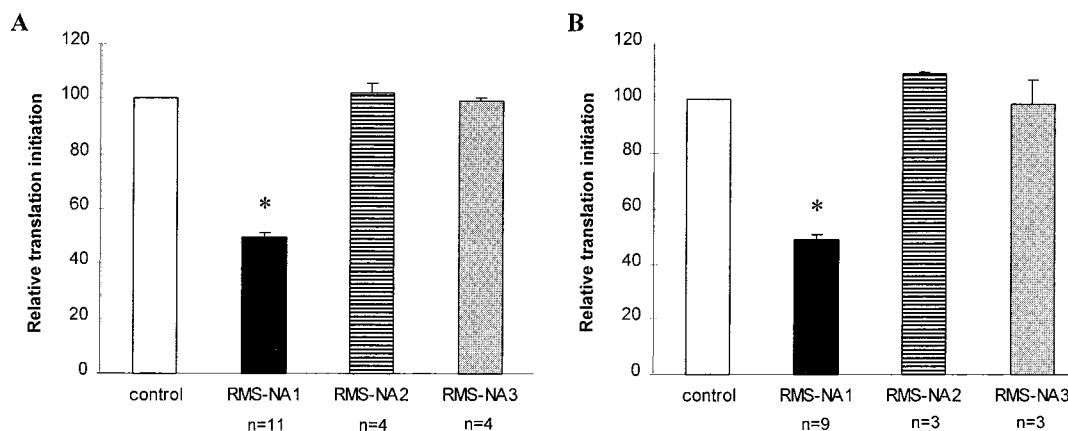 A
Relative translation initiation
120
100
80
60
40
20
0
*
control RMS-NA1 RMS-NA2 RMS-NA3
n=11 n=4 n=4
B
Relative translation initiation
120
100
80
60
40
20
0
*
control RMS-NA1 RMS-NA2 RMS-NA3
n=9 n=3 n=3